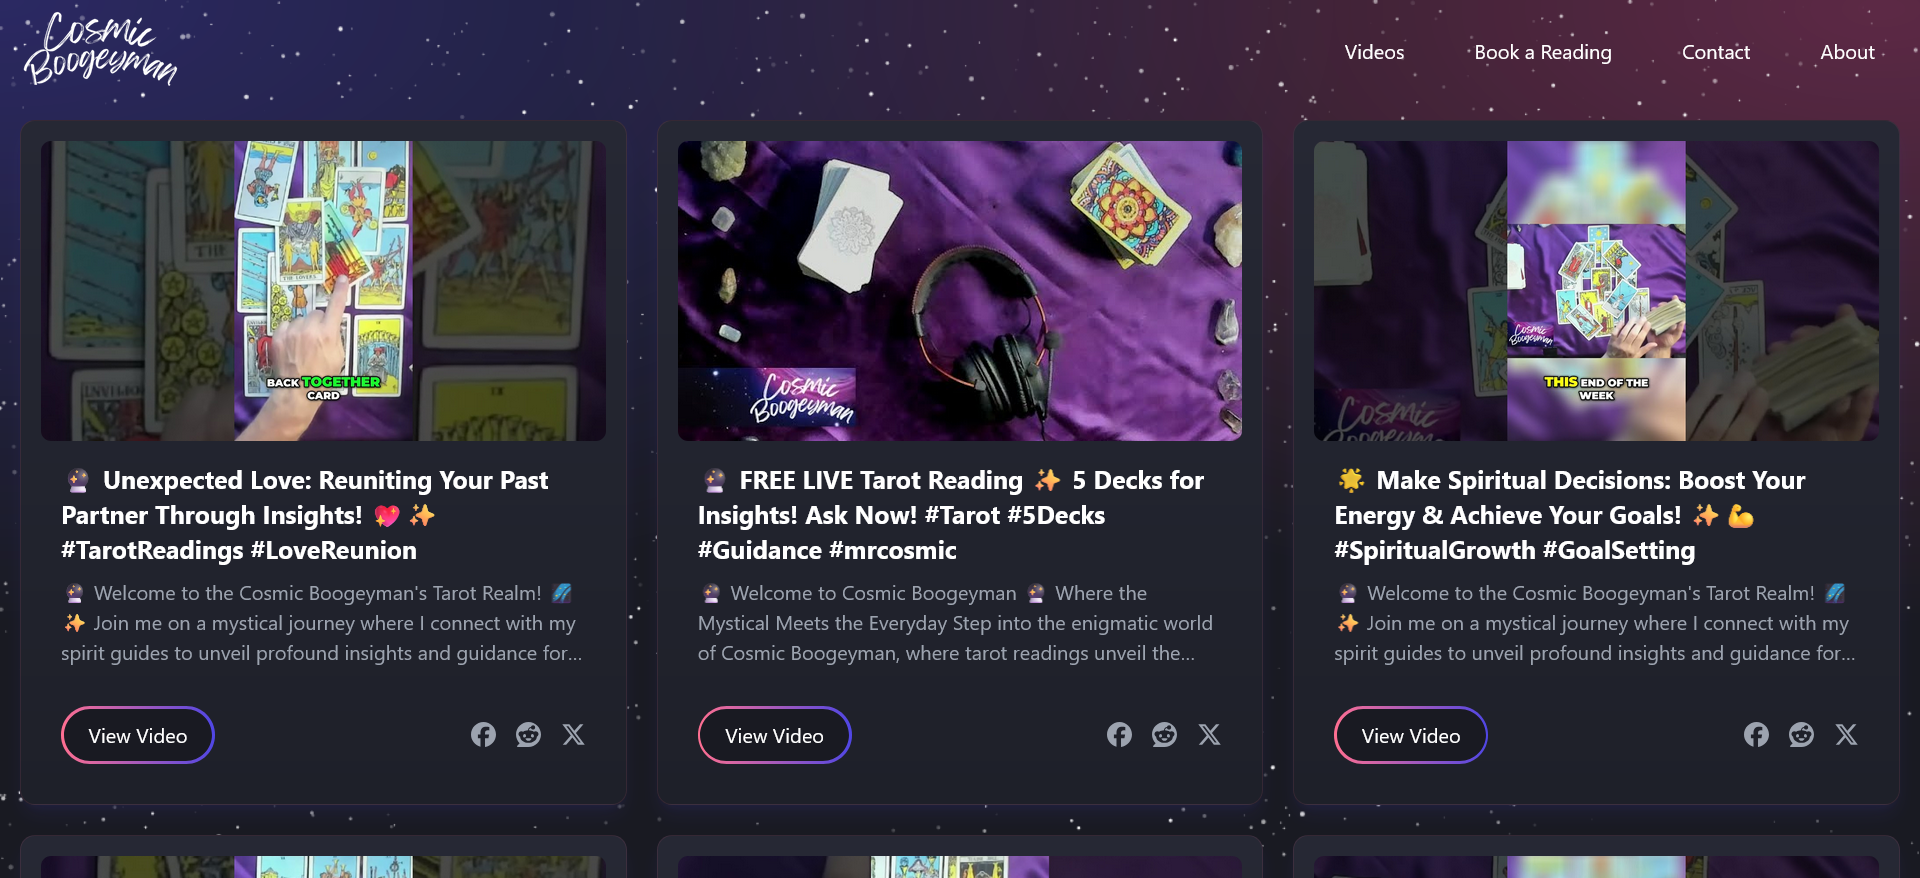 Cosmic
Boogeyman
Videos
Book a Reading
Contact
About
THE LOVERS
BACK TOGETHER
CARD
Cosmic
Boogeyman
Cosmic
Boogeyman
THIS END OF THE
WEEK
🔮 Unexpected Love: Reuniting Your Past
Partner Through Insights! 💖 ✨
#TarotReadings #LoveReunion
🔮 Welcome to the Cosmic Boogeyman's Tarot Realm! 🌌
✨ Join me on a mystical journey where I connect with my
spirit guides to unveil profound insights and guidance for...
View Video
🔮 FREE LIVE Tarot Reading ✨ 5 Decks for
Insights! Ask Now! #Tarot #5Decks
#Guidance #mrcosmic
🔮 Welcome to Cosmic Boogeyman 🔮 Where the
Mystical Meets the Everyday Step into the enigmatic world
of Cosmic Boogeyman, where tarot readings unveil the...
View Video
🌟 Make Spiritual Decisions: Boost Your
Energy & Achieve Your Goals! ✨ 💪
#SpiritualGrowth #GoalSetting
🔮 Welcome to the Cosmic Boogeyman's Tarot Realm! 🌌
✨ Join me on a mystical journey where I connect with my
spirit guides to unveil profound insights and guidance for...
View Video